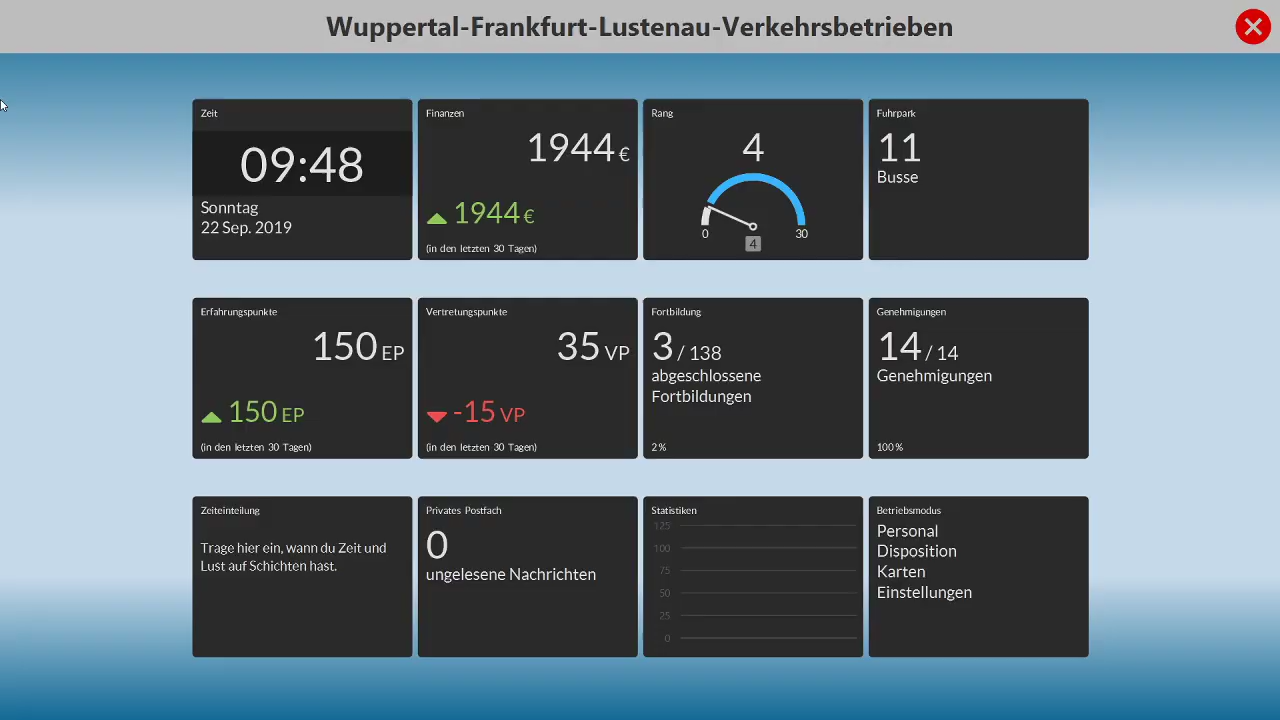 Wuppertal-Frankfurt-Lustenau-Verkehrsbetrieben
Zeit
09:48
Sonntag
22 Sep. 2019
Finanzen
1944 €
1944 €
(in den letzten 30 Tagen)
Rang
4
0
30
4
Fuhrpark
11
Busse
Erfahrungspunkte
150 EP
150 EP
(in den letzten 30 Tagen)
Vertretungspunkte
35 VP
-15 VP
(in den letzten 30 Tagen)
Fortbildung
3 / 138
abgeschlossene
Fortbildungen
2 %
Genehmigungen
14 / 14
Genehmigungen
100 %
Zeiteinteilung
Trage hier ein, wann du Zeit und
Lust auf Schichten hast.
Privates Postfach
0
ungelesene Nachrichten
Statistiken
125
100
75
50
25
0
Betriebsmodus
Personal
Disposition
Karten
Einstellungen